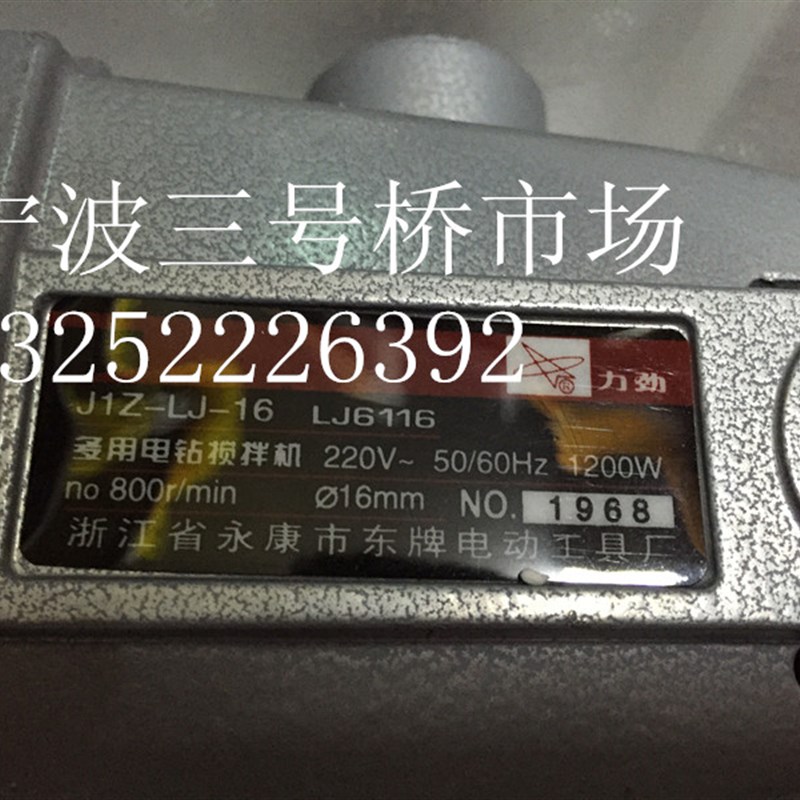 宁波三号桥市场
3252226392
® 力劲
J1Z-LJ-16 LJ6116
多用电钻搅拌机 220V~ 50/60Hz 1200W
no 800r/min Ø16mm NO. 1968
浙江省永康市东牌电动工具厂